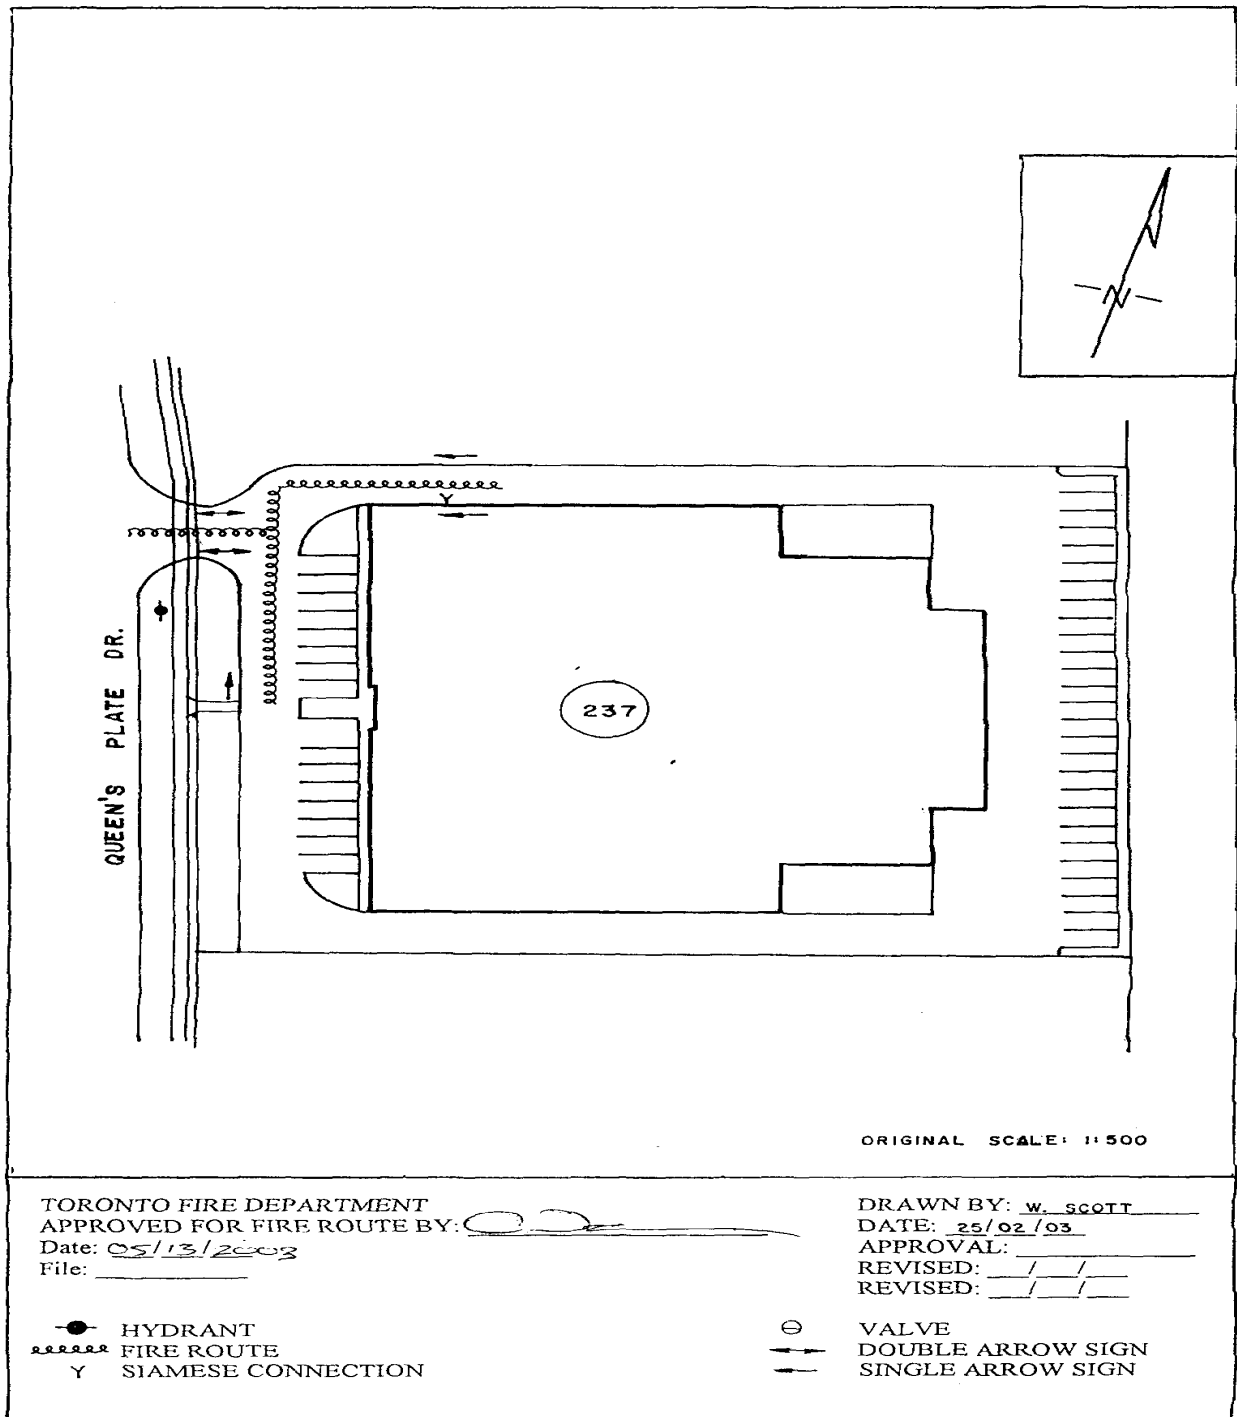 N
Y
QUEEN'S PLATE DR.
237
ORIGINAL SCALE: 1:500
TORONTO FIRE DEPARTMENT
APPROVED FOR FIRE ROUTE BY:
Date: 05/13/2003
File:
DRAWN BY: W. SCOTT
DATE: 25/02/03
APPROVAL:
REVISED: / /
REVISED: / /
HYDRANT
FIRE ROUTE
Y SIAMESE CONNECTION
VALVE
DOUBLE ARROW SIGN
SINGLE ARROW SIGN